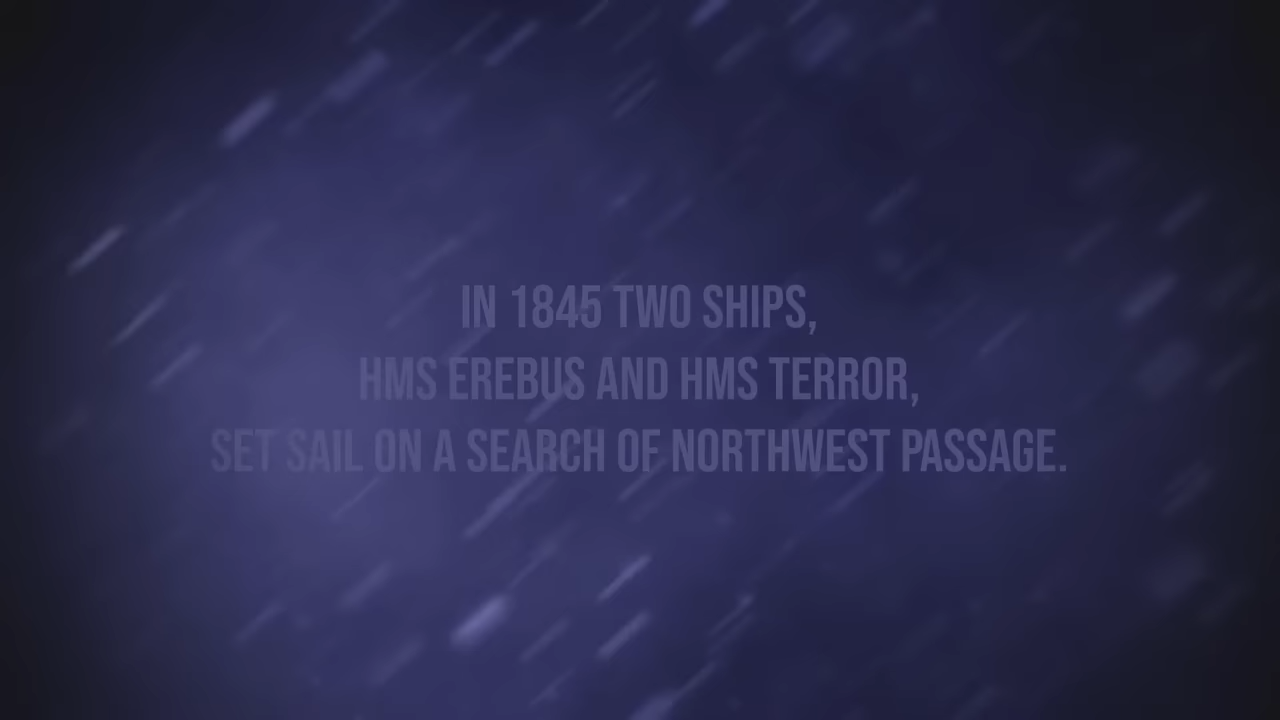 IN 1845 TWO SHIPS,
HMS EREBUS AND HMS TERROR,
SET SAIL ON A SEARCH OF NORTHWEST PASSAGE.